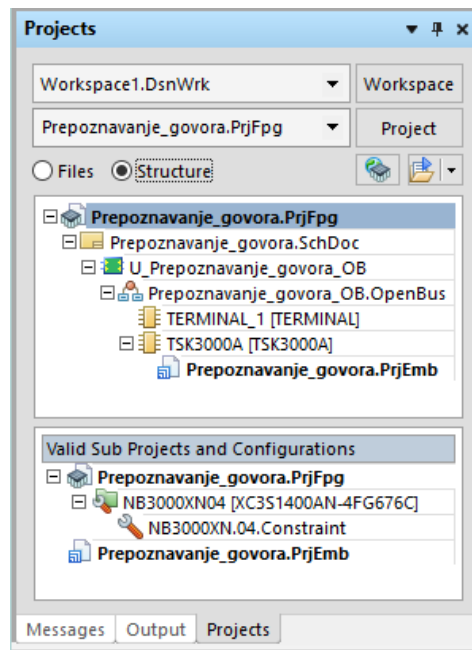 Projects
Workspace1.DsnWrk
Workspace
Prepoznavanje_govora.PrjFpg
Project
Files
Structure
Prepoznavanje_govora.PrjFpg
Prepoznavanje_govora.SchDoc
U_Prepoznavanje_govora_OB
Prepoznavanje_govora_OB.OpenBus
TERMINAL_1 [TERMINAL]
TSK3000A [TSK3000A]
Prepoznavanje_govora.PrjEmb
Valid Sub Projects and Configurations
Prepoznavanje_govora.PrjFpg
NB3000XN04 [XC3S1400AN-4FG676C]
NB3000XN.04.Constraint
Prepoznavanje_govora.PrjEmb
Messages Output Projects